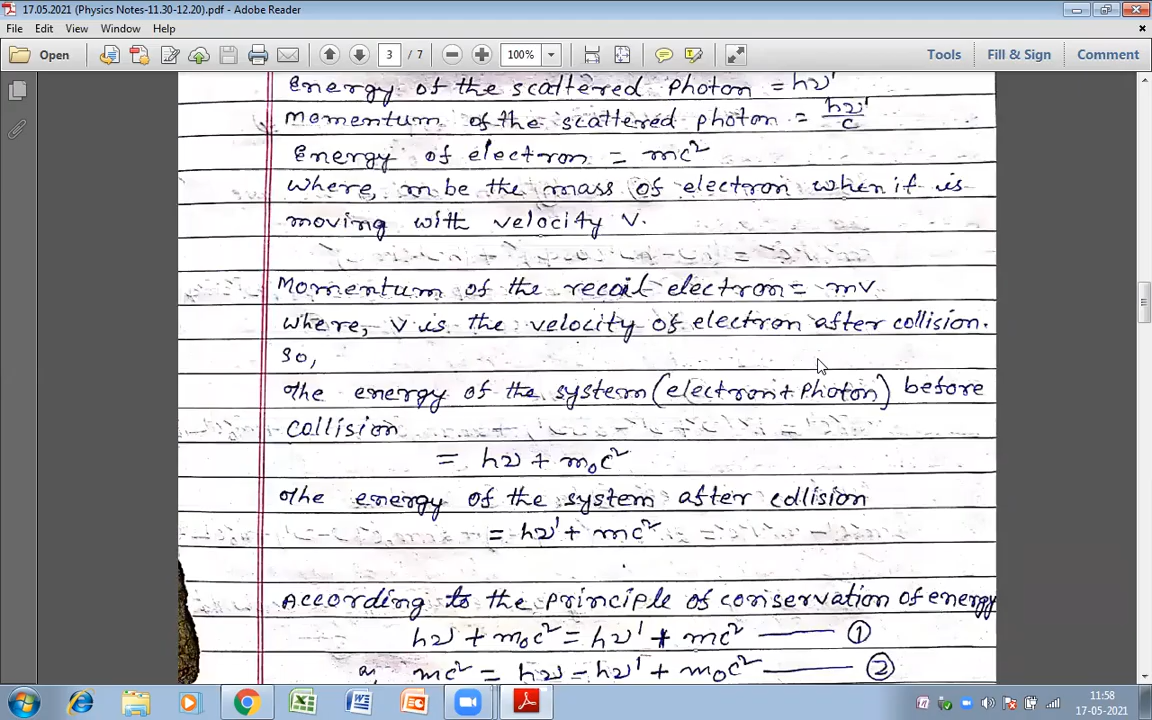 17.05.2021 (Physics Notes-11.30-12.20).pdf - Adobe Reader
File Edit View Window Help
Open 3 / 7 100% Tools Fill & Sign Comment
Energy of the scattered Photon = hν'
Momentum of the scattered photon = hν'/c
Energy of electron = mc²
where, m be the mass of electron when it is
moving with velocity v.
Momentum of the recoil electron = mv
where, v is the velocity of electron after collision.
So,
The energy of the system (electron + Photon) before
collision
= hν + m₀c²
The energy of the system after collision
= hν' + mc²
According to the principle of conservation of energy
hν + m₀c² = hν' + mc² —— ①
mc² = hν - hν' + m₀c² —— ②
11:58
17-05-2021